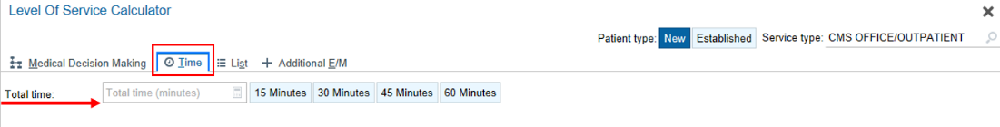 Level Of Service Calculator
Patient type: New Established Service type: CMS OFFICE/OUTPATIENT
Medical Decision Making Time List Additional E/M
Total time: Total time (minutes) 15 Minutes 30 Minutes 45 Minutes 60 Minutes